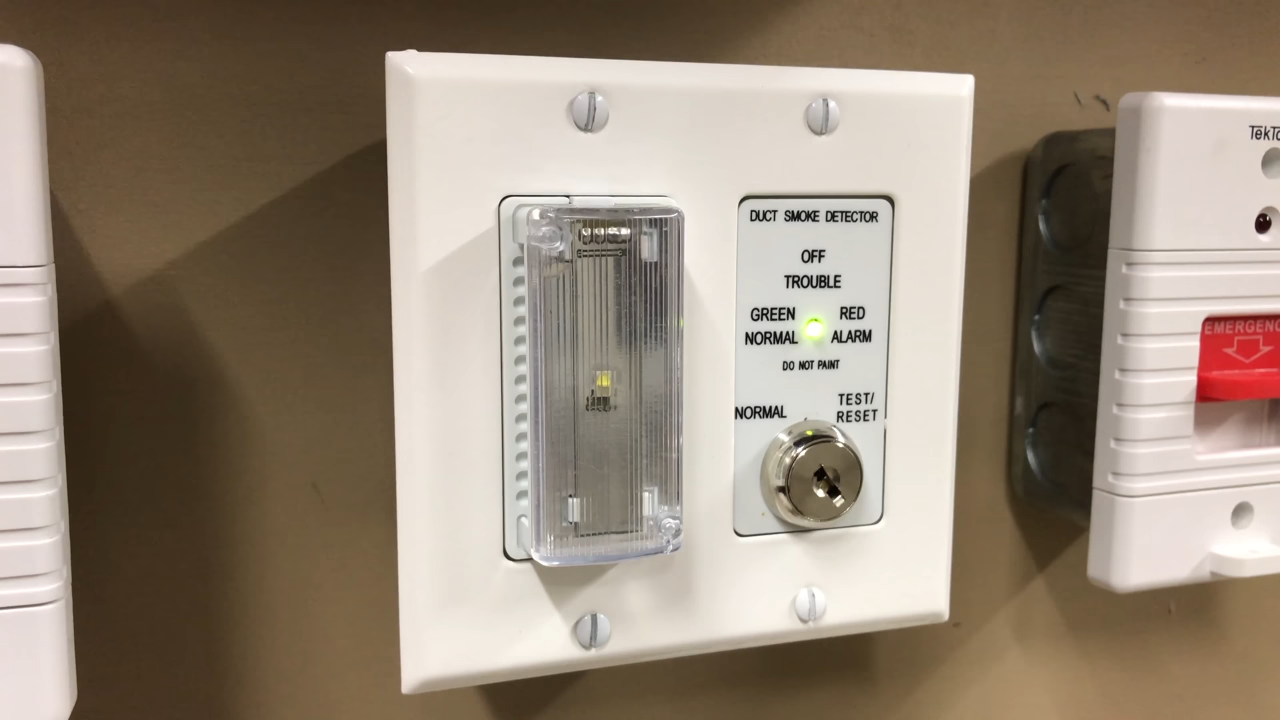 DUCT SMOKE DETECTOR
OFF
TROUBLE
GREEN RED
NORMAL ALARM
DO NOT PAINT
NORMAL
TEST/
RESET